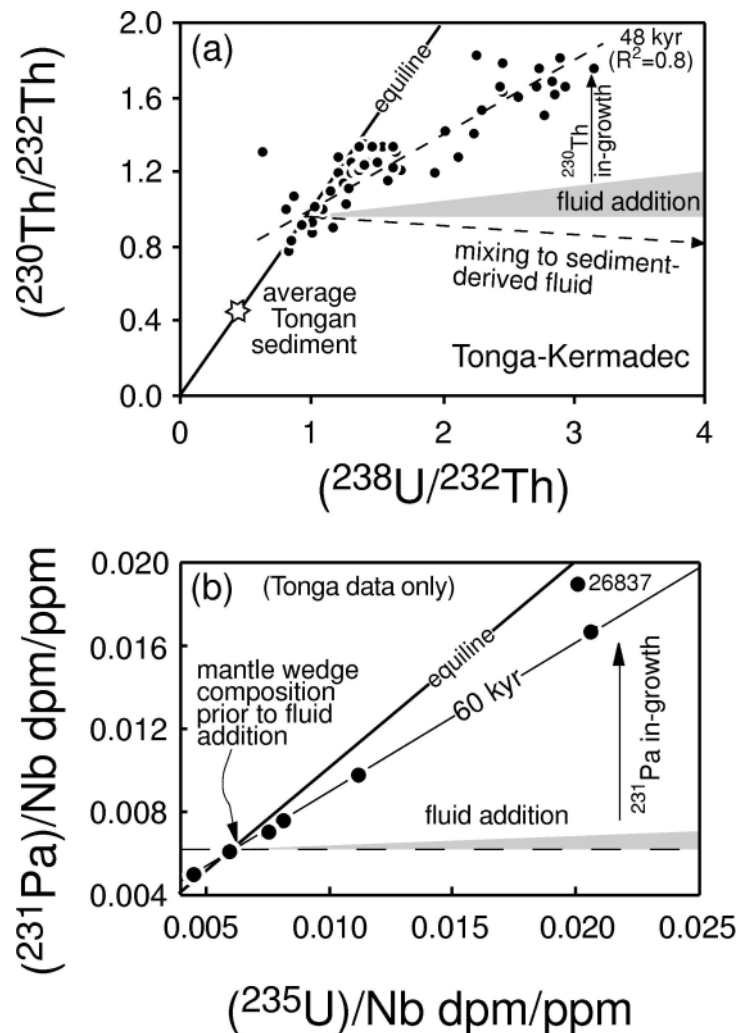 (a)
equiline
48 kyr
(R²=0.8)
²³⁰Th
in-growth
fluid addition
mixing to sediment-
derived fluid
average
Tongan
sediment
Tonga-Kermadec
(²³⁰Th/²³²Th)
2.0
1.6
1.2
0.8
0.4
0.0
0 1 2 3 4
(²³⁸U/²³²Th)
(b) (Tonga data only)
26837
equiline
mantle wedge
composition
prior to fluid
addition
60 kyr
²³¹Pa in-growth
fluid addition
(²³¹Pa)/Nb dpm/ppm
0.020
0.016
0.012
0.008
0.004
0.005 0.010 0.015 0.020 0.025
(²³⁵U)/Nb dpm/ppm